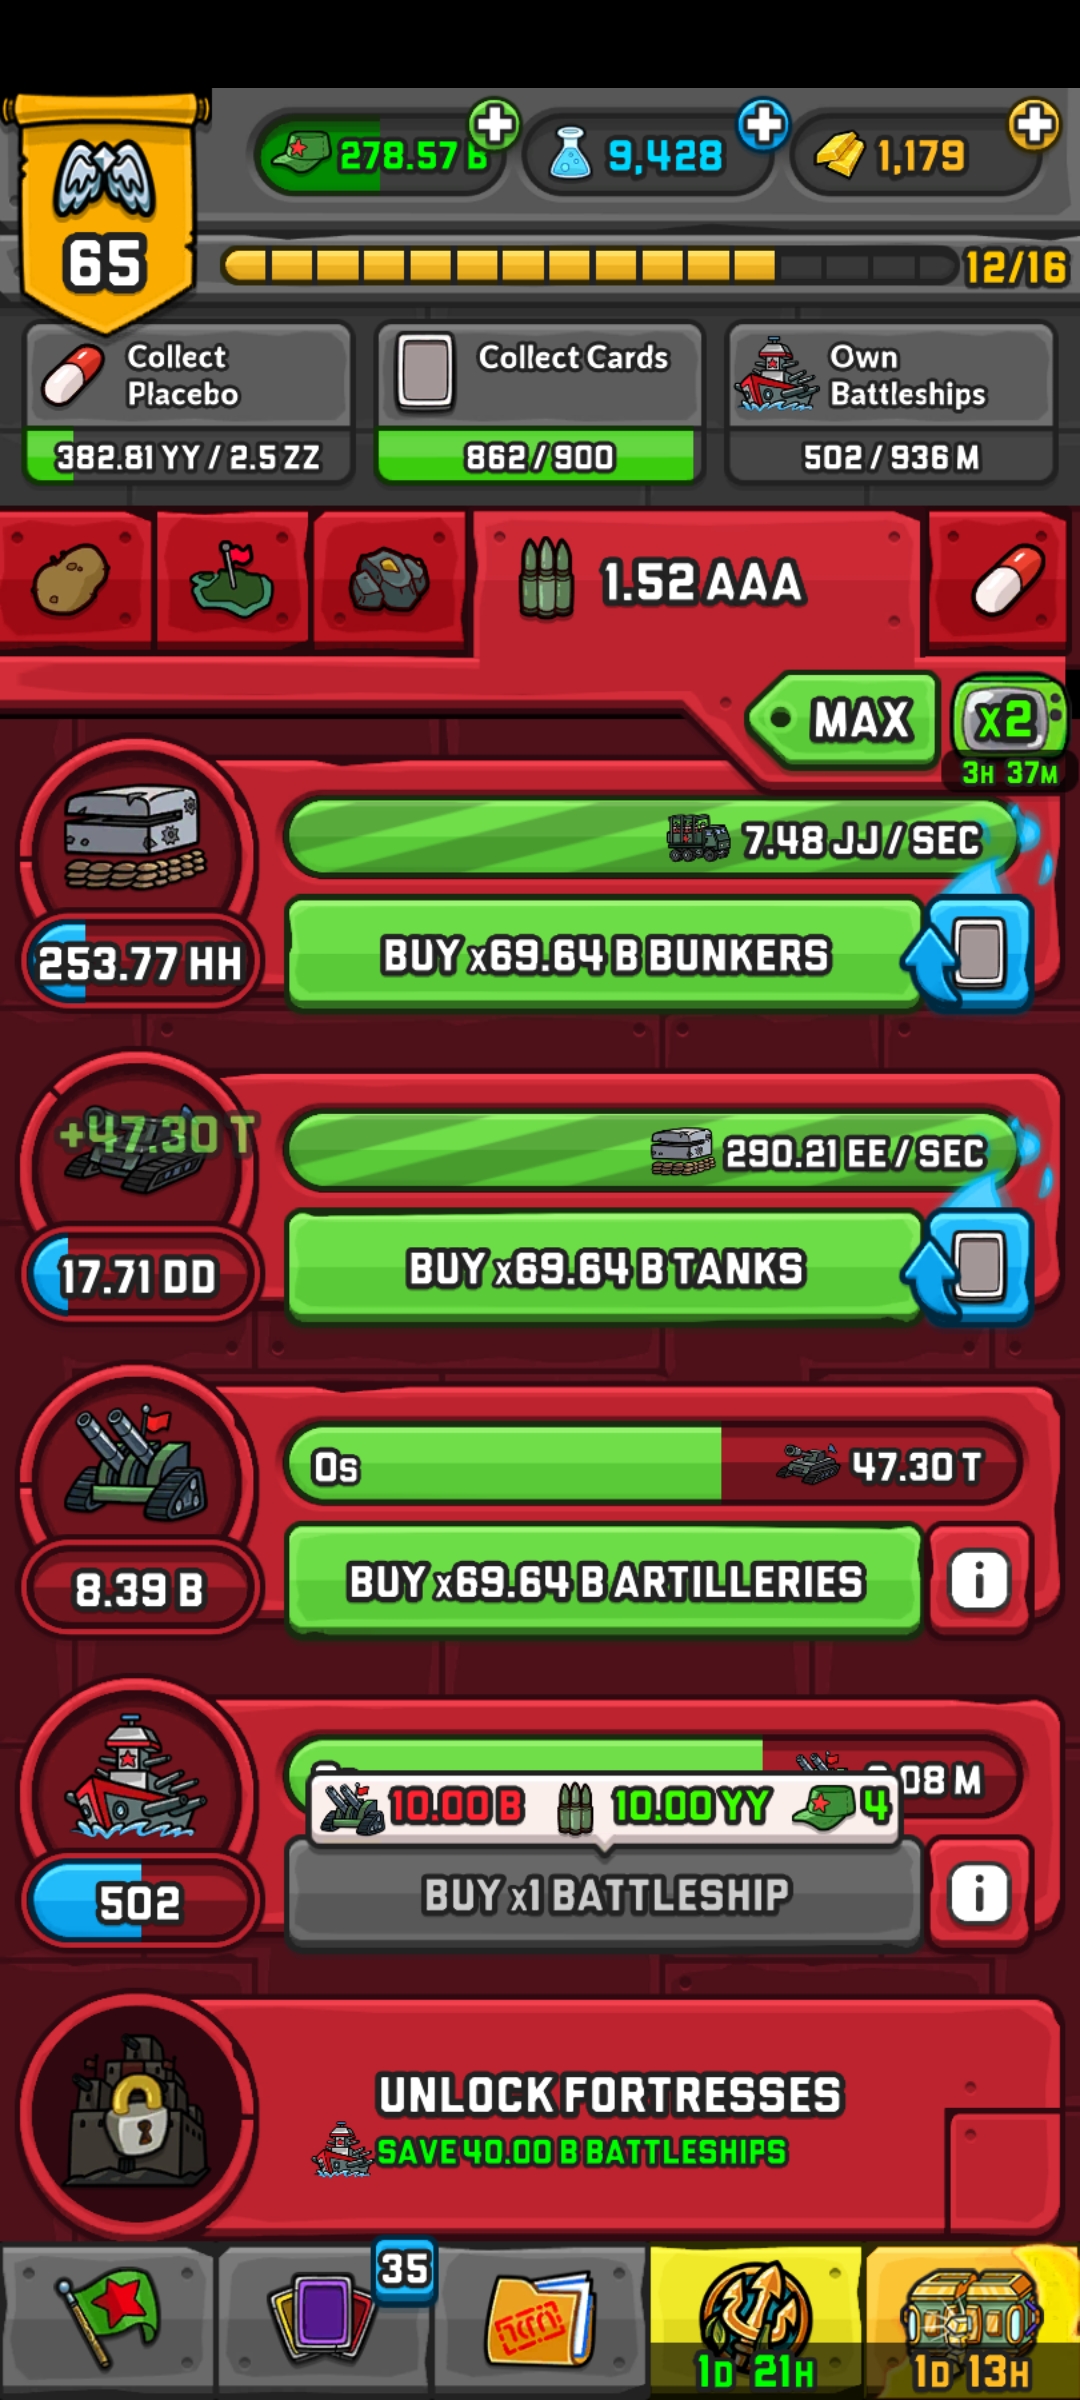 65
278.57 B
9,428
1,179
12/16
Collect
Placebo
382.81 YY / 2.5 ZZ
Collect Cards
862/900
Own
Battleships
502 / 936 M
1.52 AAA
MAX
x2
3H 37M
7.48 JJ/SEC
253.77 HH
BUY x69.64 B BUNKERS
+47.30 T
290.21 EE/SEC
17.71 DD
BUY x69.64 B TANKS
0s
47.30 T
8.39 B
BUY x69.64 B ARTILLERIES
i
08 M
10.00 B
10.00 YY
4
502
BUY x1 BATTLESHIP
i
UNLOCK FORTRESSES
SAVE 40.00 B BATTLESHIPS
35
1D 21H
1D 13H